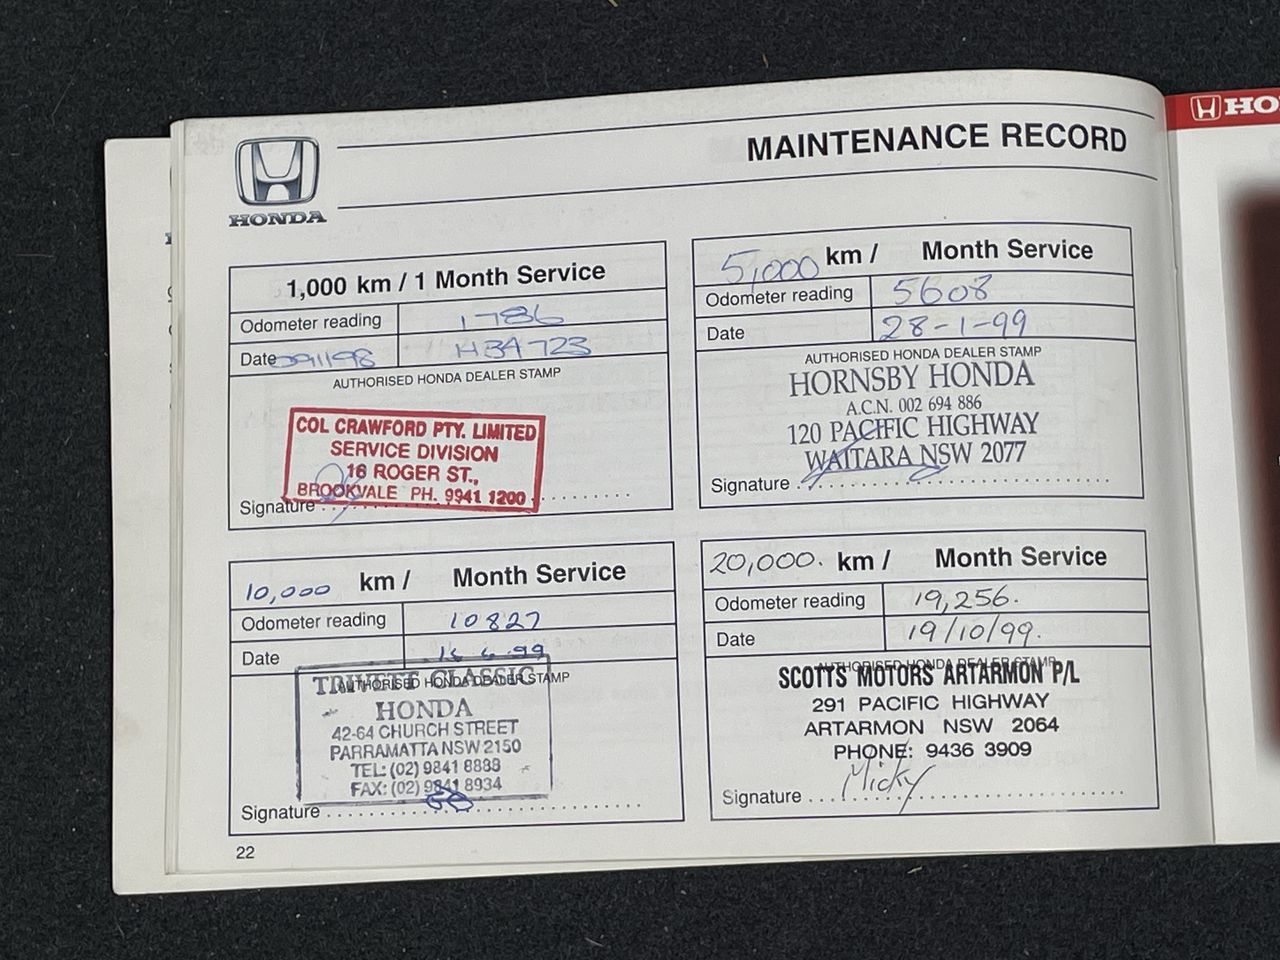 HONDA
MAINTENANCE RECORD
HO
1,000 km / 1 Month Service
Odometer reading 1786
Date 091198 H34723
AUTHORISED HONDA DEALER STAMP
COL CRAWFORD PTY. LIMITED
SERVICE DIVISION
16 ROGER ST.,
BROOKVALE PH. 9941 1200
Signature
5,000 km / Month Service
Odometer reading 5608
Date 28-1-99
AUTHORISED HONDA DEALER STAMP
HORNSBY HONDA
A.C.N. 002 694 886
120 PACIFIC HIGHWAY
WAITARA NSW 2077
Signature
10,000 km / Month Service
Odometer reading 10827
Date
AUTHORISED HONDA DEALER STAMP
TRIVETT CLASSIC
HONDA
42-64 CHURCH STREET
PARRAMATTA NSW 2150
TEL: (02) 9841 8888
FAX: (02) 9841 8934
Signature
20,000. km / Month Service
Odometer reading 19,256.
Date 19/10/99.
AUTHORISED HONDA DEALER STAMP
SCOTTS MOTORS ARTARMON P/L
291 PACIFIC HIGHWAY
ARTARMON NSW 2064
PHONE: 9436 3909
Signature Micky
22